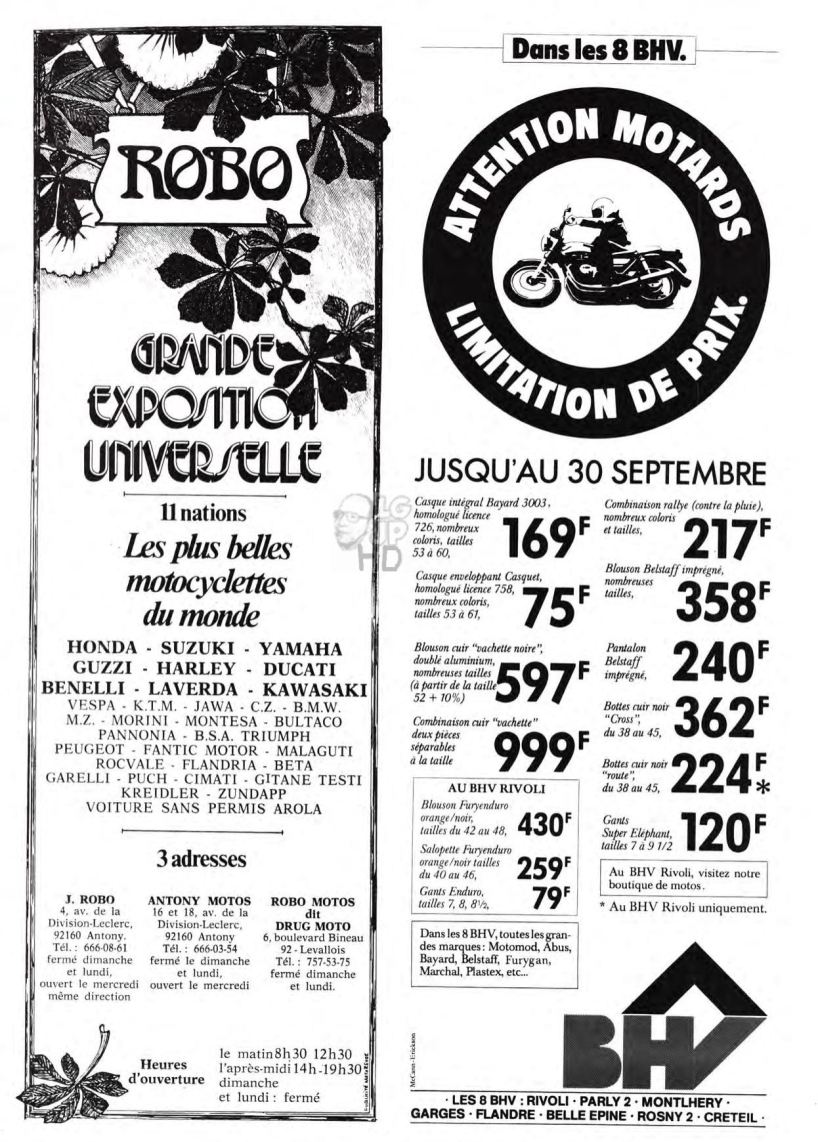 ROBO
GRANDE
EXPOSITION
UNIVERSELLE
11 nations
Les plus belles
motocyclettes
du monde
HONDA - SUZUKI - YAMAHA
GUZZI - HARLEY - DUCATI
BENELLI - LAVERDA - KAWASAKI
VESPA - K.T.M. - JAWA - C.Z. - B.M.W.
M.Z. - MORINI - MONTESA - BULTACO
PANNONIA - B.S.A. TRIUMPH
PEUGEOT - FANTIC MOTOR - MALAGUTI
ROCVALE - FLANDRIA - BETA
GARELLI - PUCH - CIMATI - GITANE TESTI
KREIDLER - ZUNDAPP
VOITURE SANS PERMIS AROLA
3 adresses
J. ROBO
4, av. de la
Division-Leclerc,
92160 Antony.
Tél. : 666-08-61
fermé dimanche
et lundi,
ouvert le mercredi
même direction
ANTONY MOTOS
16 et 18, av. de la
Division-Leclerc,
92160 Antony
Tél. : 666-03-54
fermé le dimanche
et lundi,
ouvert le mercredi
ROBO MOTOS
dit
DRUG MOTO
6, boulevard Bineau
92 - Levallois
Tél. : 757-53-75
fermé dimanche
et lundi.
Heures
d'ouverture
le matin 8h30 12h30
l'après-midi 14h-19h30
dimanche
et lundi : fermé
Dans les 8 BHV.
ATTENTION MOTARDS
LIMITATION DE PRIX.
JUSQU'AU 30 SEPTEMBRE
Casque intégral Bayard 3003,
homologué licence
726, nombreux
coloris, tailles
53 à 60,
169F
Casque enveloppant Casquet,
homologué licence 758,
nombreux coloris,
tailles 53 à 61,
75F
Blouson cuir "vachette noire",
doublé aluminium,
nombreuses tailles
(à partir de la taille
52 + 10%)
597F
Combinaison cuir "vachette"
deux pièces
séparables
à la taille
999F
AU BHV RIVOLI
Blouson Furyenduro
orange/noir,
tailles du 42 au 48,
430F
Salopette Furyenduro
orange/noir tailles
du 40 au 46,
259F
Gants Enduro,
tailles 7, 8, 8½,
79F
Dans les 8 BHV, toutes les gran-
des marques : Motomod, Abus,
Bayard, Belstaff, Furygan,
Marchal, Plastex, etc...
Combinaison rallye (contre la pluie),
nombreux coloris
et tailles,
217F
Blouson Belstaff imprégné,
nombreuses
tailles,
358F
Pantalon
Belstaff
imprégné,
240F
Bottes cuir noir
"Cross",
du 38 au 45,
362F
Bottes cuir noir
"route",
du 38 au 45,
224F*
Gants
Super Eléphant,
tailles 7 à 9 1/2
120F
Au BHV Rivoli, visitez notre
boutique de motos.
* Au BHV Rivoli uniquement.
McCann-Erickson
BHV
· LES 8 BHV : RIVOLI · PARLY 2 · MONTLHERY ·
GARGES · FLANDRE · BELLE EPINE · ROSNY 2 · CRETEIL ·
LG
HD